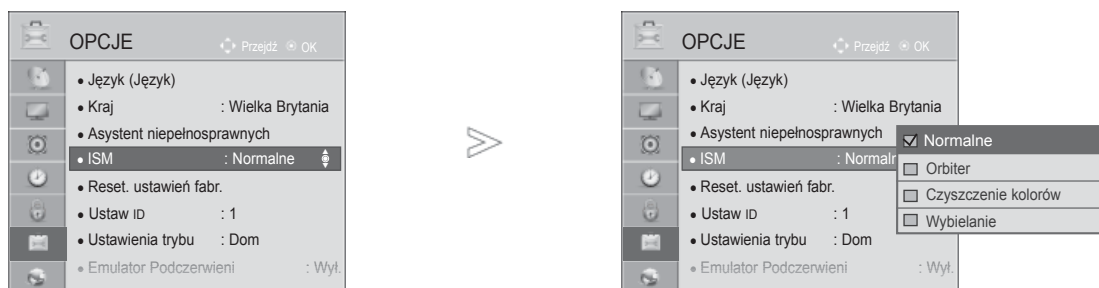 OPCJE Przejdź OK
● Język (Język)
● Kraj : Wielka Brytania
● Asystent niepełnosprawnych
● ISM : Normalne
● Reset. ustawień fabr.
● Ustaw ID : 1
● Ustawienia trybu : Dom
● Emulator Podczerwieni : Wył.
OPCJE Przejdź OK
● Język (Język)
● Kraj : Wielka Brytania
● Asystent niepełnosprawnych
● ISM : Normaln
● Reset. ustawień fabr.
● Ustaw ID : 1
● Ustawienia trybu : Dom
● Emulator Podczerwieni : Wył.
Normalne
Orbiter
Czyszczenie kolorów
Wybielanie